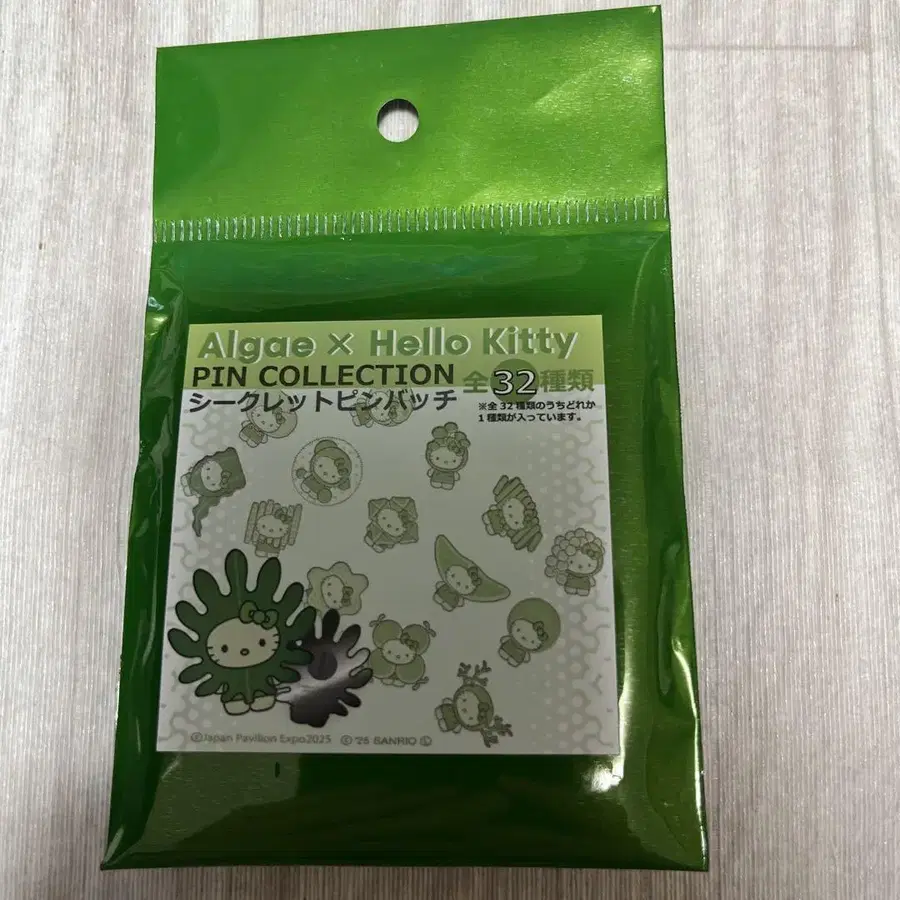 Algae × Hello Kitty
PIN COLLECTION 全32種類
シークレットピンバッチ
※全32種類のうちどれか
1種類が入っています。
©Japan Pavilion Expo2025 © '25 SANRIO Ⓛ